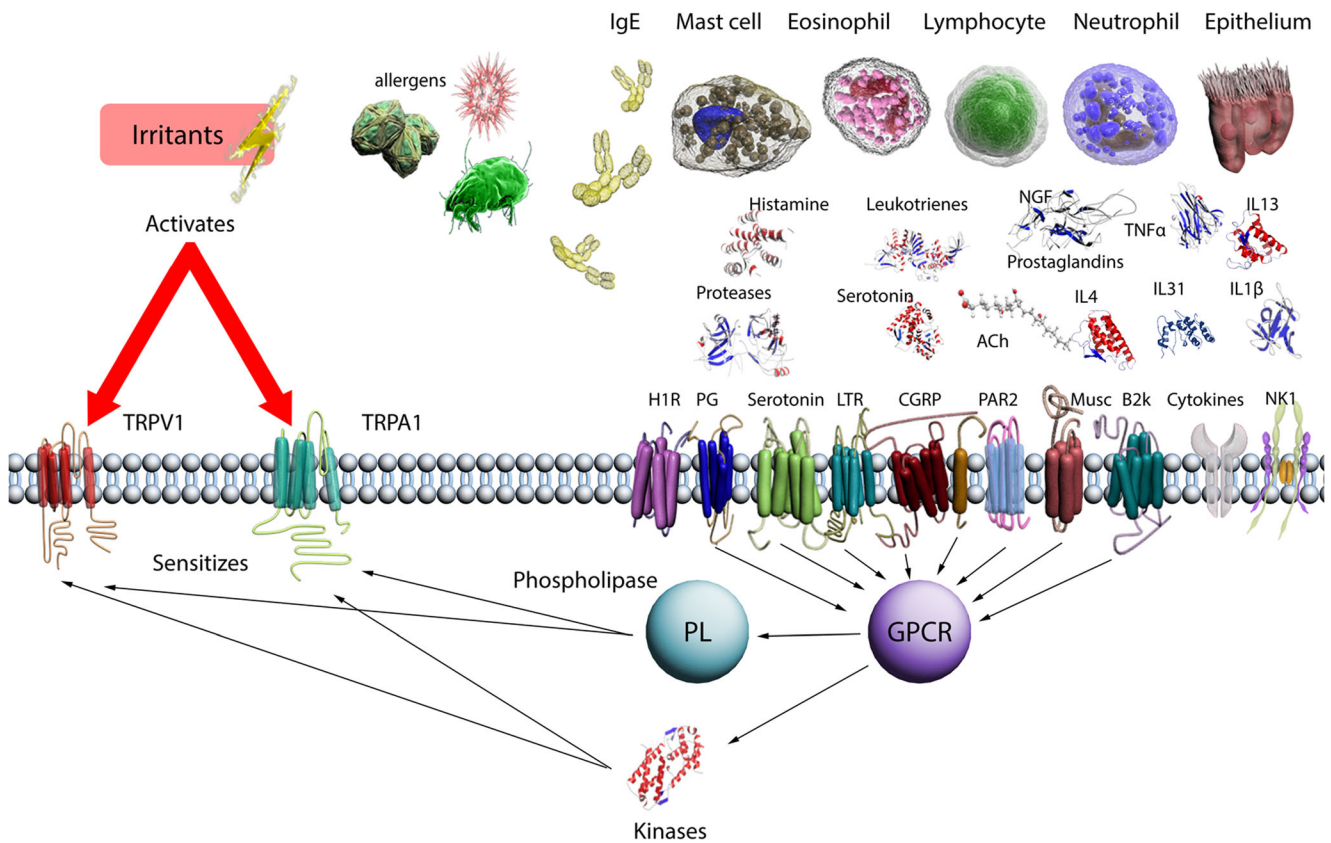 IgE
Mast cell
Eosinophil
Lymphocyte
Neutrophil
Epithelium
allergens
Irritants
Activates
Histamine
Leukotrienes
NGF
TNFα
IL13
Prostaglandins
Proteases
Serotonin
ACh
IL4
IL31
IL1β
TRPV1
TRPA1
H1R
PG
Serotonin
LTR
CGRP
PAR2
Musc
B2k
Cytokines
NK1
Sensitizes
Phospholipase
PL
GPCR
Kinases